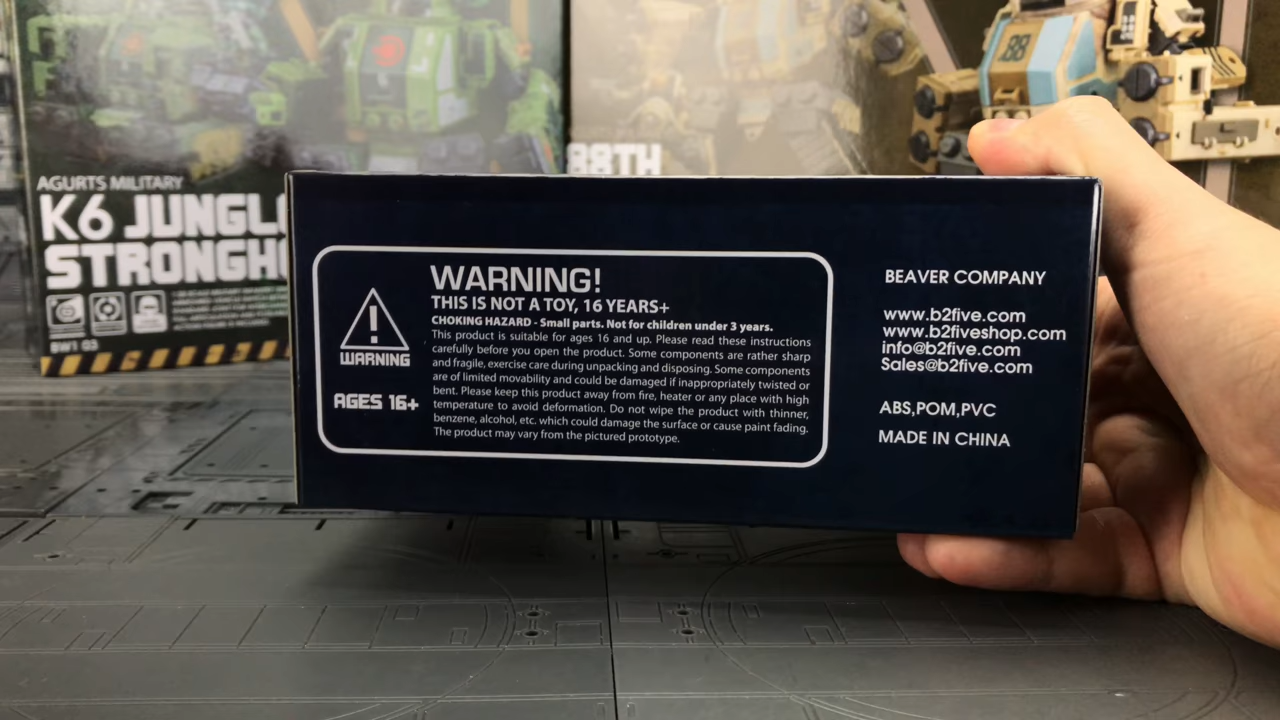 AGURTS MILITARY
K6 JUNGL
STRONGH
BW1 03
88TH
88
WARNING!
THIS IS NOT A TOY, 16 YEARS+
CHOKING HAZARD - Small parts. Not for children under 3 years.
This product is suitable for ages 16 and up. Please read these instructions
carefully before you open the product. Some components are rather sharp
and fragile, exercise care during unpacking and disposing. Some components
are of limited movability and could be damaged if inappropriately twisted or
bent. Please keep this product away from fire, heater or any place with high
temperature to avoid deformation. Do not wipe the product with thinner,
benzene, alcohol, etc. which could damage the surface or cause paint fading.
The product may vary from the pictured prototype.
WARNING
AGES 16+
BEAVER COMPANY
www.b2five.com
www.b2fiveshop.com
info@b2five.com
Sales@b2five.com
ABS,POM,PVC
MADE IN CHINA